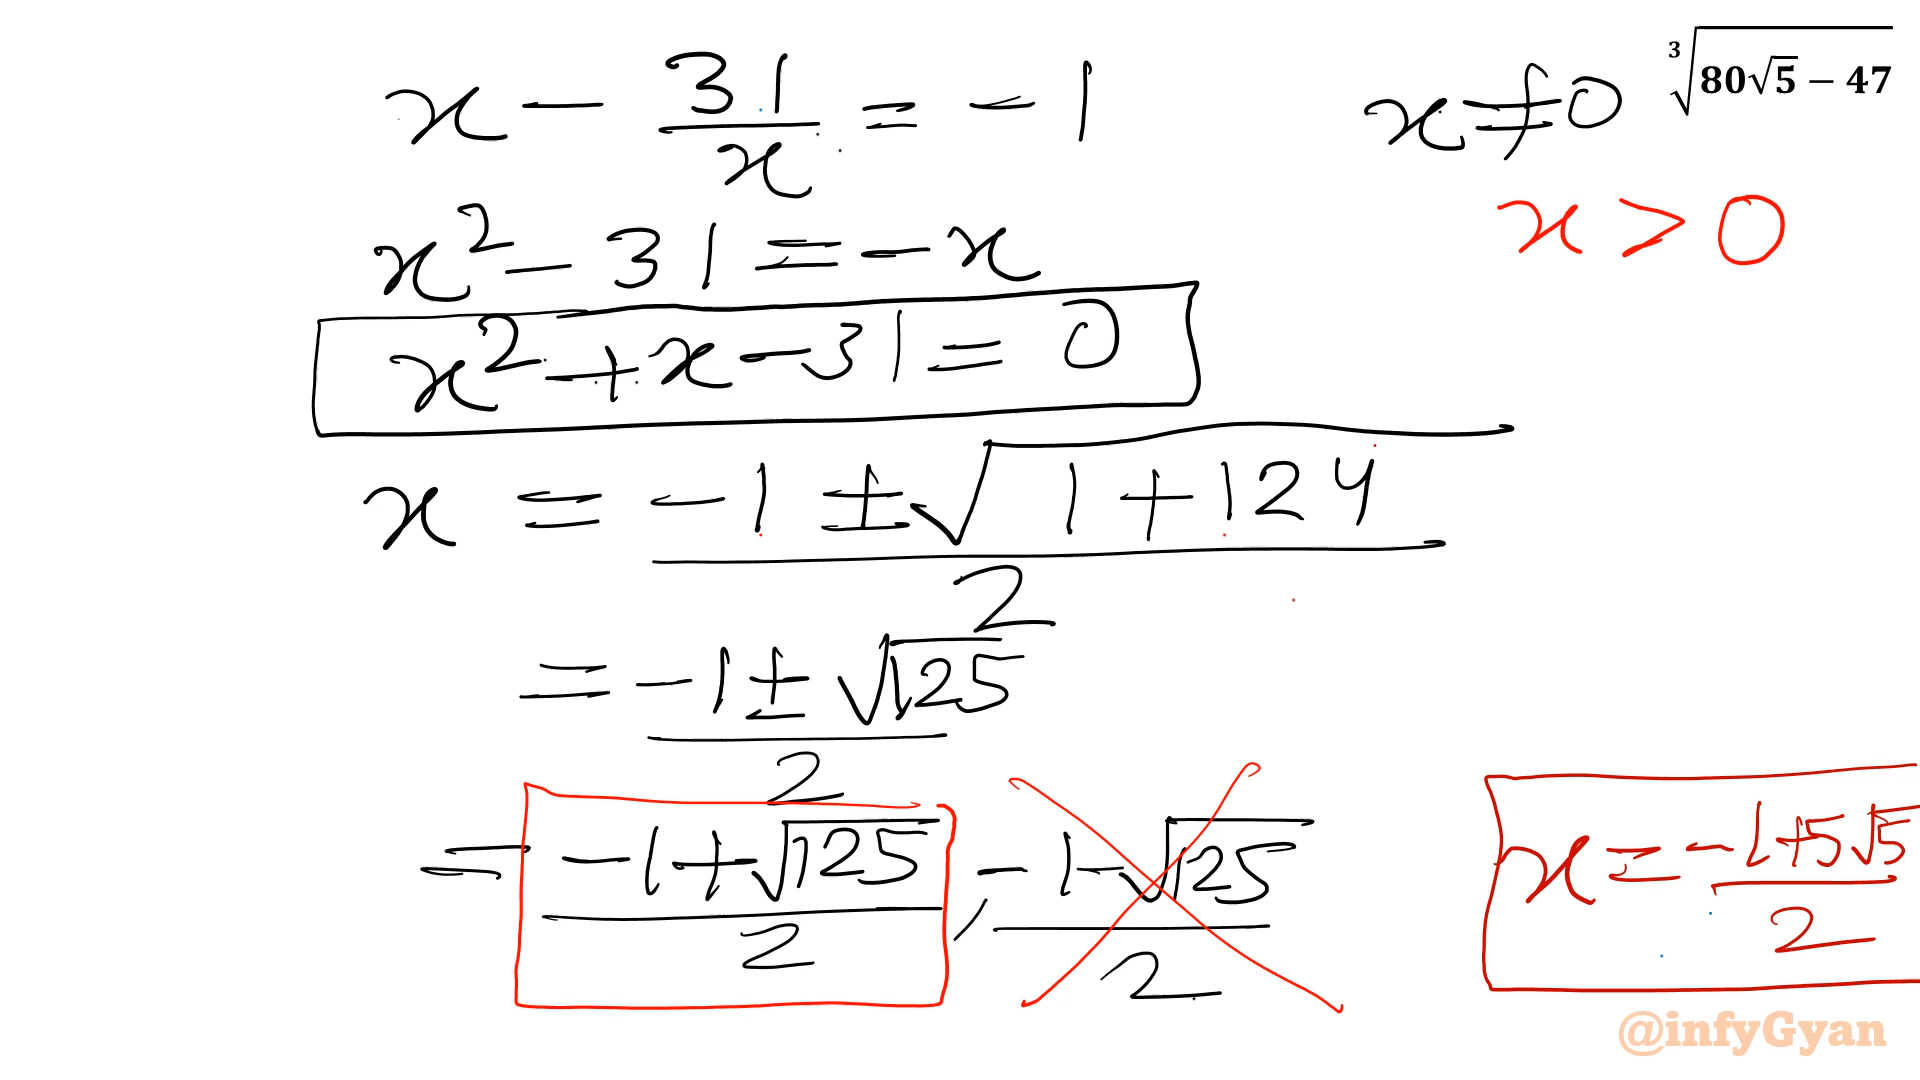 x - 31/x = -1
x ≠ 0
∛(80√5 − 47)
x > 0
x² - 31 = -x
x² + x - 31 = 0
x = (-1 ± √(1 + 124))/2
= (-1 ± √125)/2
= (-1 + √125)/2 , (-1 - √125)/2
x = (-1 + 5√5)/2
@infyGyan